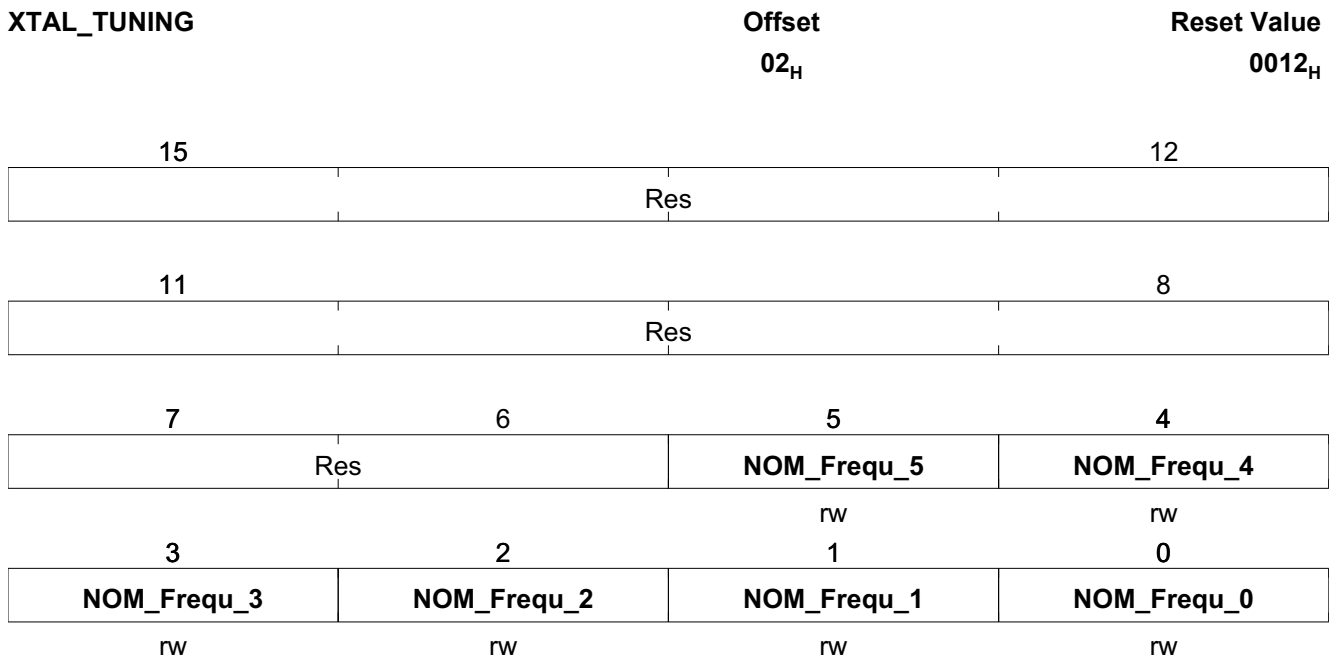 XTAL_TUNING Offset Reset Value
02H 0012H
15 12
Res
11 8
Res
7 6 5 4
Res NOM_Frequ_5 NOM_Frequ_4
rw rw
3 2 1 0
NOM_Frequ_3 NOM_Frequ_2 NOM_Frequ_1 NOM_Frequ_0
rw rw rw rw